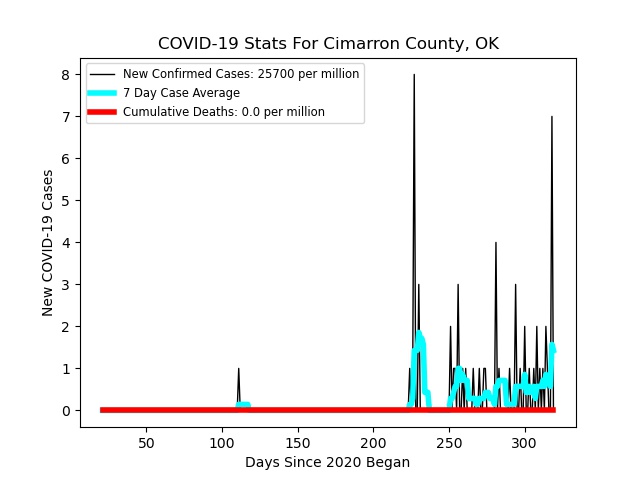 COVID-19 Stats For Cimarron County, OK
New Confirmed Cases: 25700 per million
7 Day Case Average
Cumulative Deaths: 0.0 per million
New COVID-19 Cases
8
7
6
5
4
3
2
1
0
50 100 150 200 250 300
Days Since 2020 Began